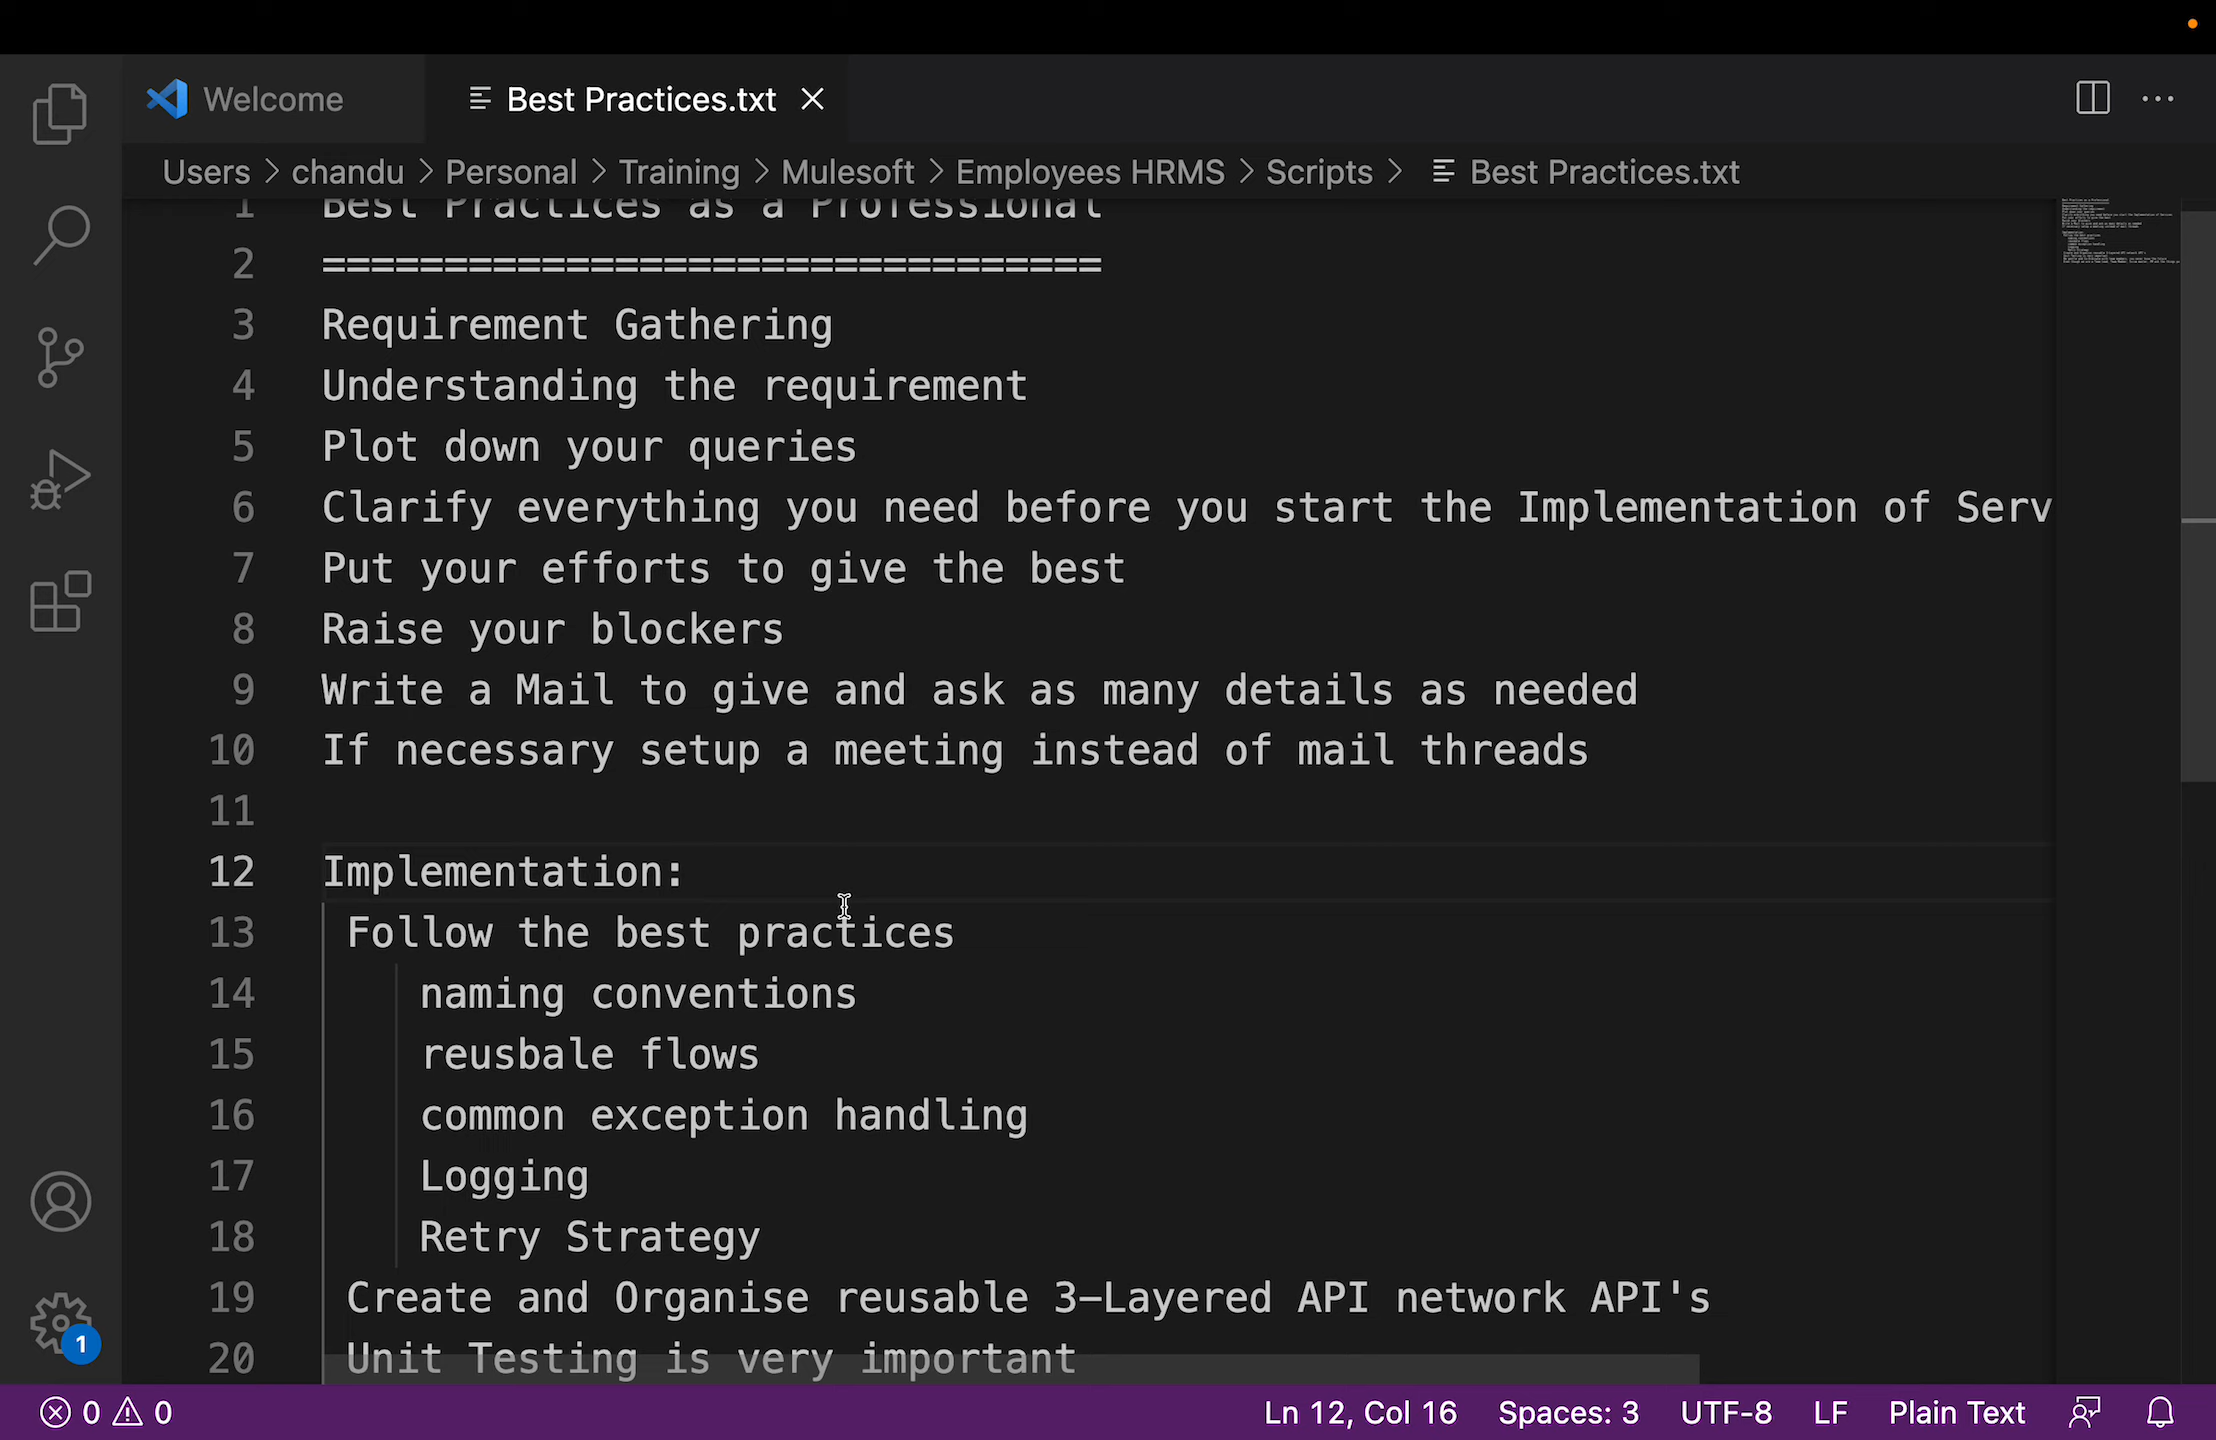 Welcome
Best Practices.txt
Users > chandu > Personal > Training > Mulesoft > Employees HRMS > Scripts > Best Practices.txt
1 Best Practices as a Professional
2 ================================
3 Requirement Gathering
4 Understanding the requirement
5 Plot down your queries
6 Clarify everything you need before you start the Implementation of Serv
7 Put your efforts to give the best
8 Raise your blockers
9 Write a Mail to give and ask as many details as needed
10 If necessary setup a meeting instead of mail threads
11
12 Implementation:
13 Follow the best practices
14 naming conventions
15 reusbale flows
16 common exception handling
17 Logging
18 Retry Strategy
19 Create and Organise reusable 3-Layered API network API's
20 Unit Testing is very important
1
0 0 Ln 12, Col 16 Spaces: 3 UTF-8 LF Plain Text